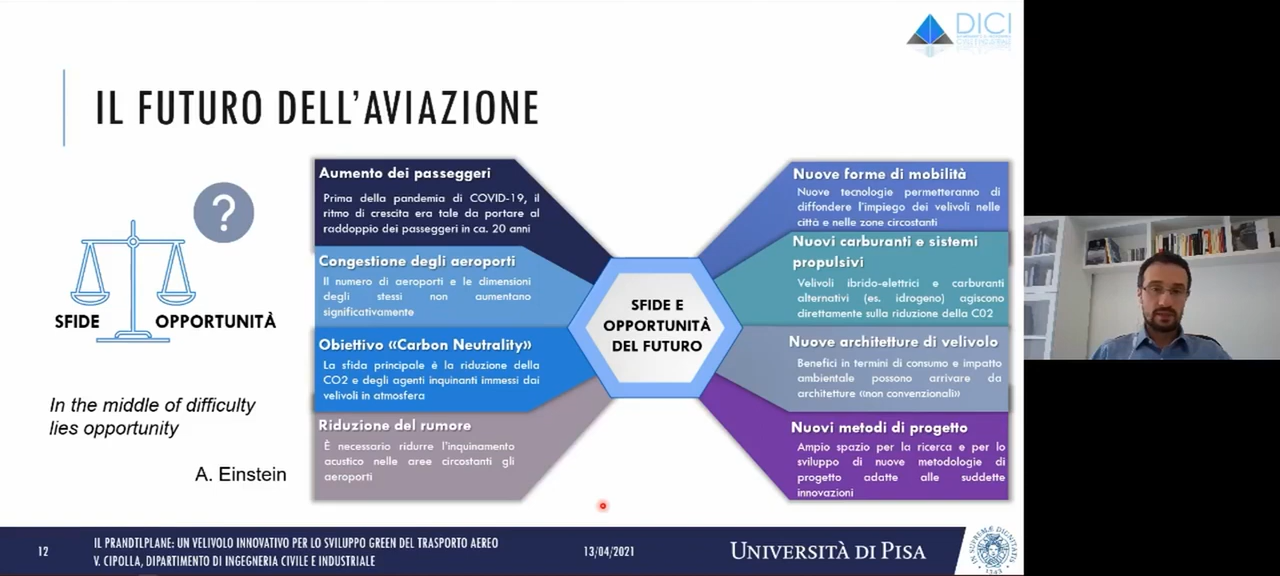 DICI
IL FUTURO DELL'AVIAZIONE
?
SFIDE
OPPORTUNITÀ
In the middle of difficulty
lies opportunity
A. Einstein
Aumento dei passeggeri
Prima della pandemia di COVID-19, il
ritmo di crescita era tale da portare al
raddoppio dei passeggeri in ca. 20 anni
Congestione degli aeroporti
Il numero di aeroporti e le dimensioni
degli stessi non aumentano
significativamente
Obiettivo «Carbon Neutrality»
La sfida principale è la riduzione della
CO2 e degli agenti inquinanti immessi dai
velivoli in atmosfera
Riduzione del rumore
È necessario ridurre l'inquinamento
acustico nelle aree circostanti gli
aeroporti
SFIDE E
OPPORTUNITÀ
DEL FUTURO
Nuove forme di mobilità
Nuove tecnologie permetteranno di
diffondere l'impiego dei velivoli nelle
città e nelle zone circostanti
Nuovi carburanti e sistemi
propulsivi
Velivoli ibrido-elettrici e carburanti
alternativi (es. idrogeno) agiscono
direttamente sulla riduzione della C02
Nuove architetture di velivolo
Benefici in termini di consumo e impatto
ambientale possono arrivare da
architetture «non convenzionali»
Nuovi metodi di progetto
Ampio spazio per la ricerca e per lo
sviluppo di nuove metodologie di
progetto adatte alle suddette
innovazioni
12
IL PRANDTLPLANE: UN VELIVOLO INNOVATIVO PER LO SVILUPPO GREEN DEL TRASPORTO AEREO
V. CIPOLLA, DIPARTIMENTO DI INGEGNERIA CIVILE E INDUSTRIALE
13/04/2021
UNIVERSITÀ DI PISA